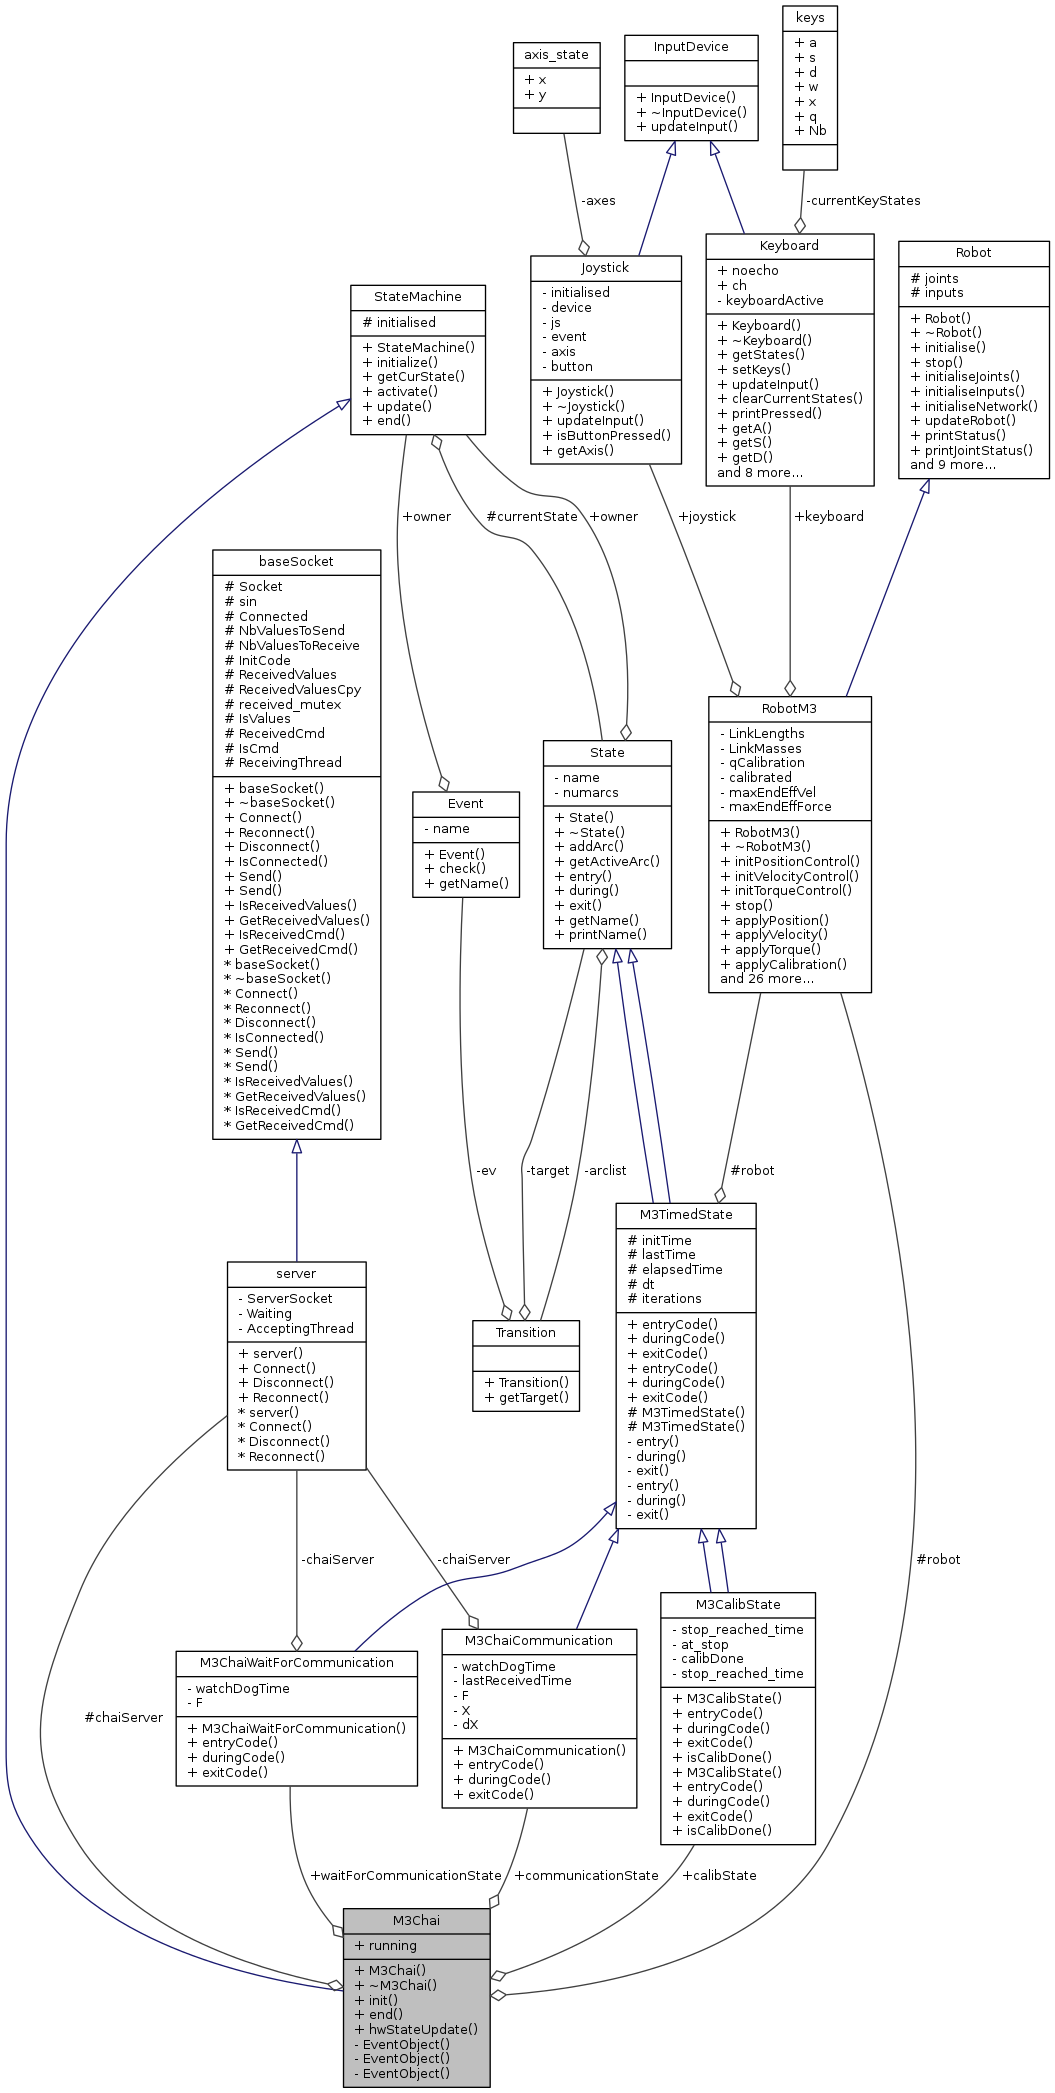 keys
+ a
+ s
+ d
+ w
+ x
+ q
+ Nb
axis_state
+ x
+ y
InputDevice
+ InputDevice()
+ ~InputDevice()
+ updateInput()
-axes
-currentKeyStates
Keyboard
+ noecho
+ ch
- keyboardActive
+ Keyboard()
+ ~Keyboard()
+ getStates()
+ setKeys()
+ updateInput()
+ clearCurrentStates()
+ printPressed()
+ getA()
+ getS()
+ getD()
and 8 more...
Robot
# joints
# inputs
+ Robot()
+ ~Robot()
+ initialise()
+ stop()
+ initialiseJoints()
+ initialiseInputs()
+ initialiseNetwork()
+ updateRobot()
+ printStatus()
+ printJointStatus()
and 9 more...
Joystick
- initialised
- device
- js
- event
- axis
- button
+ Joystick()
+ ~Joystick()
+ updateInput()
+ isButtonPressed()
+ getAxis()
StateMachine
# initialised
+ StateMachine()
+ initialize()
+ getCurState()
+ activate()
+ update()
+ end()
+owner
#currentState
+owner
+joystick
+keyboard
baseSocket
# Socket
# sin
# Connected
# NbValuesToSend
# NbValuesToReceive
# InitCode
# ReceivedValues
# ReceivedValuesCpy
# received_mutex
# IsValues
# ReceivedCmd
# IsCmd
# ReceivingThread
+ baseSocket()
+ ~baseSocket()
+ Connect()
+ Reconnect()
+ Disconnect()
+ IsConnected()
+ Send()
+ Send()
+ IsReceivedValues()
+ GetReceivedValues()
+ IsReceivedCmd()
+ GetReceivedCmd()
* baseSocket()
* ~baseSocket()
* Connect()
* Reconnect()
* Disconnect()
* IsConnected()
* Send()
* Send()
* IsReceivedValues()
* GetReceivedValues()
* IsReceivedCmd()
* GetReceivedCmd()
RobotM3
- LinkLengths
- LinkMasses
- qCalibration
- calibrated
- maxEndEffVel
- maxEndEffForce
+ RobotM3()
+ ~RobotM3()
+ initPositionControl()
+ initVelocityControl()
+ initTorqueControl()
+ stop()
+ applyPosition()
+ applyVelocity()
+ applyTorque()
+ applyCalibration()
and 26 more...
State
- name
- numarcs
+ State()
+ ~State()
+ addArc()
+ getActiveArc()
+ entry()
+ during()
+ exit()
+ getName()
+ printName()
Event
- name
+ Event()
+ check()
+ getName()
-ev
-target
-arclist
#robot
M3TimedState
# initTime
# lastTime
# elapsedTime
# dt
# iterations
+ entryCode()
+ duringCode()
+ exitCode()
+ entryCode()
+ duringCode()
+ exitCode()
# M3TimedState()
# M3TimedState()
- entry()
- during()
- exit()
- entry()
- during()
- exit()
server
- ServerSocket
- Waiting
- AcceptingThread
+ server()
+ Connect()
+ Disconnect()
+ Reconnect()
* server()
* Connect()
* Disconnect()
* Reconnect()
Transition
+ Transition()
+ getTarget()
-chaiServer
-chaiServer
#robot
M3CalibState
- stop_reached_time
- at_stop
- calibDone
- stop_reached_time
+ M3CalibState()
+ entryCode()
+ duringCode()
+ exitCode()
+ isCalibDone()
+ M3CalibState()
+ entryCode()
+ duringCode()
+ exitCode()
+ isCalibDone()
M3ChaiCommunication
- watchDogTime
- lastReceivedTime
- F
- X
- dX
+ M3ChaiCommunication()
+ entryCode()
+ duringCode()
+ exitCode()
M3ChaiWaitForCommunication
- watchDogTime
- F
+ M3ChaiWaitForCommunication()
+ entryCode()
+ duringCode()
+ exitCode()
#chaiServer
+waitForCommunicationState
+communicationState
+calibState
M3Chai
+ running
+ M3Chai()
+ ~M3Chai()
+ init()
+ end()
+ hwStateUpdate()
- EventObject()
- EventObject()
- EventObject()